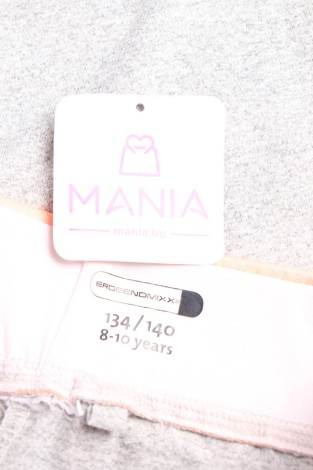 MANIA
mania.bg
ERGEENOMIXX®
134/140
8-10 years